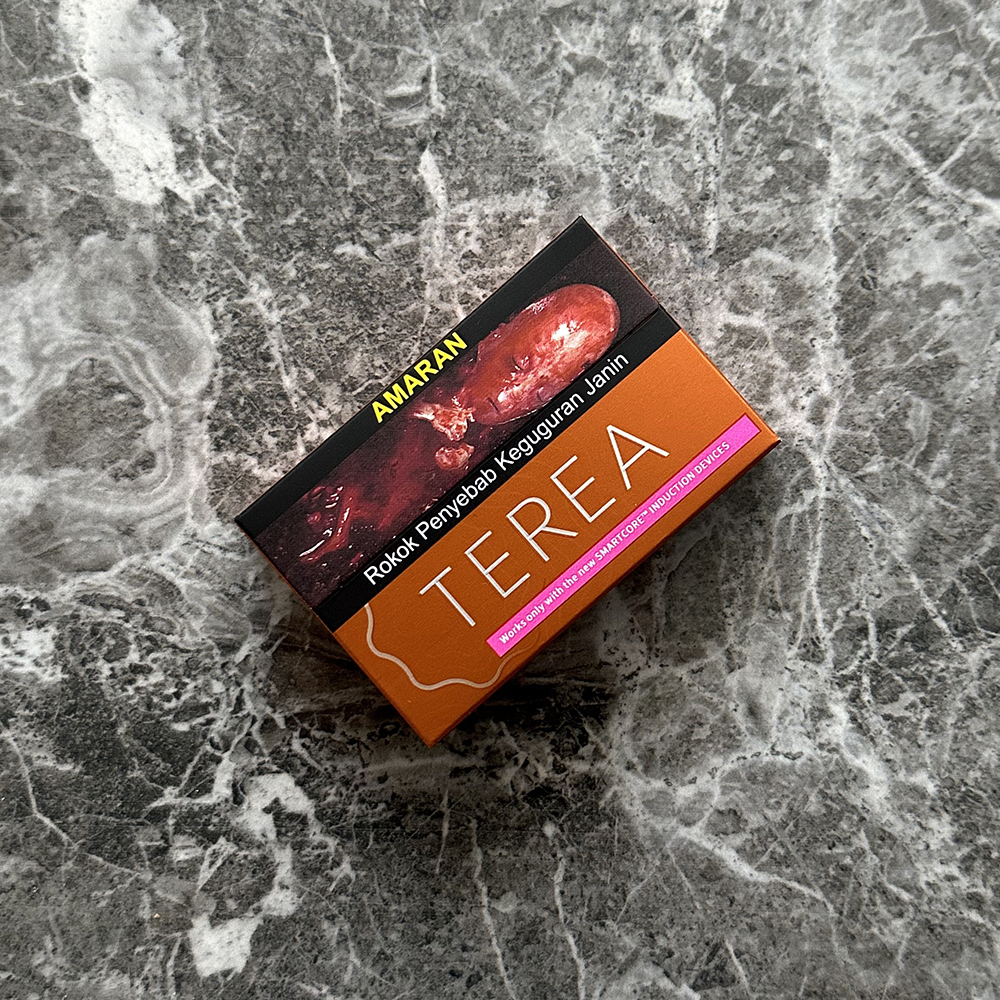 AMARAN
Rokok Penyebab Keguguran Janin
TEREA
Works only with the new SMARTCORE™ INDUCTION DEVICES